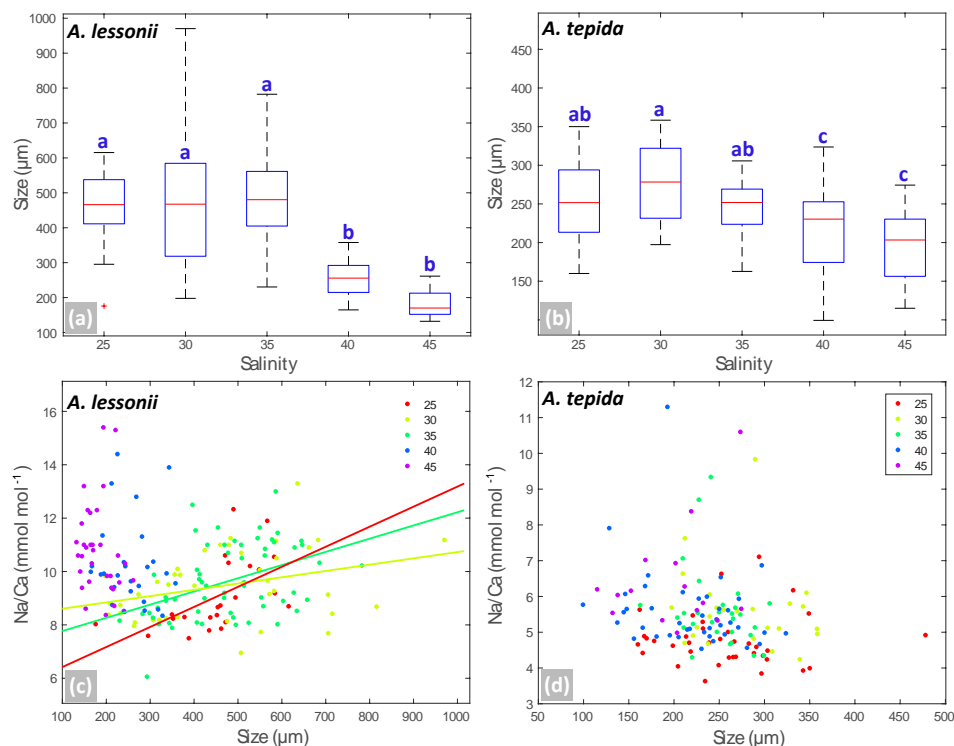 A. lessonii
1000
900
800
700
600
500
400
300
200
100
Size (µm)
a
a
a
b
b
(a)
25
30
35
40
45
Salinity
A. tepida
450
400
350
300
250
200
150
Size (µm)
ab
a
ab
c
c
(b)
25
30
35
40
45
Salinity
A. lessonii
16
14
12
10
8
6
Na/Ca (mmol mol -1)
25
30
35
40
45
(c)
100 200 300 400 500 600 700 800 900 1000
Size (µm)
A. tepida
12
11
10
9
8
7
6
5
4
3
Na/Ca (mmol mol -1)
25
30
35
40
45
(d)
50 100 150 200 250 300 350 400 450 500
Size (µm)